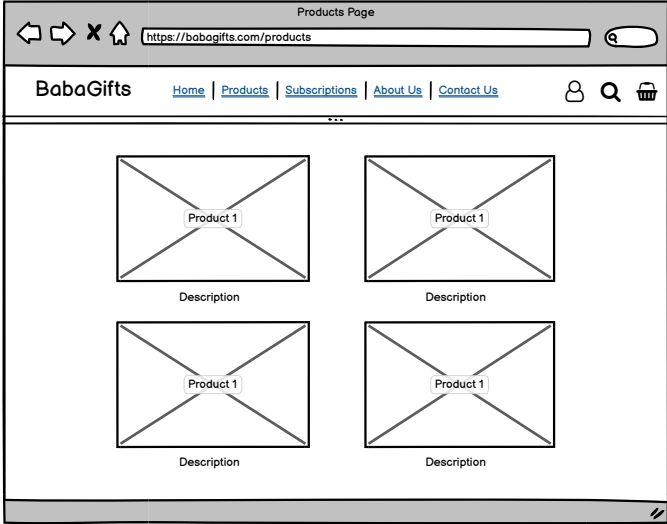 Products Page
https://babagifts.com/products
BabaGifts Home Products Subscriptions About Us Contact Us
Product 1 Product 1
Description Description
Product 1 Product 1
Description Description